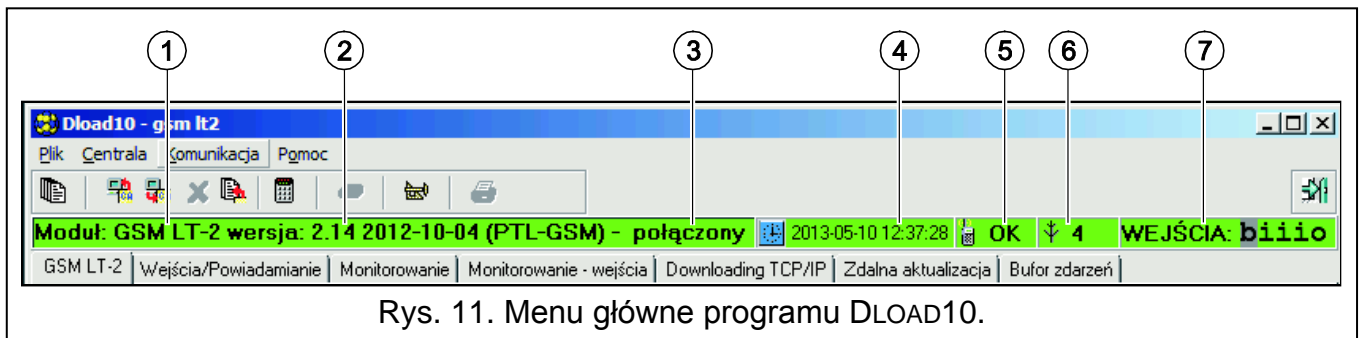 1 2 3 4 5 6 7
Dload10 - gsm lt2
Plik Centrala Komunikacja Pomoc
Moduł: GSM LT-2 wersja: 2.14 2012-10-04 (PTL-GSM) - połączony 2013-05-10 12:37:28 OK 4 WEJŚCIA: biiio
GSM LT-2 Wejścia/Powiadamianie Monitorowanie Monitorowanie - wejścia Downloading TCP/IP Zdalna aktualizacja Bufor zdarzeń
Rys. 11. Menu główne programu DLOAD10.